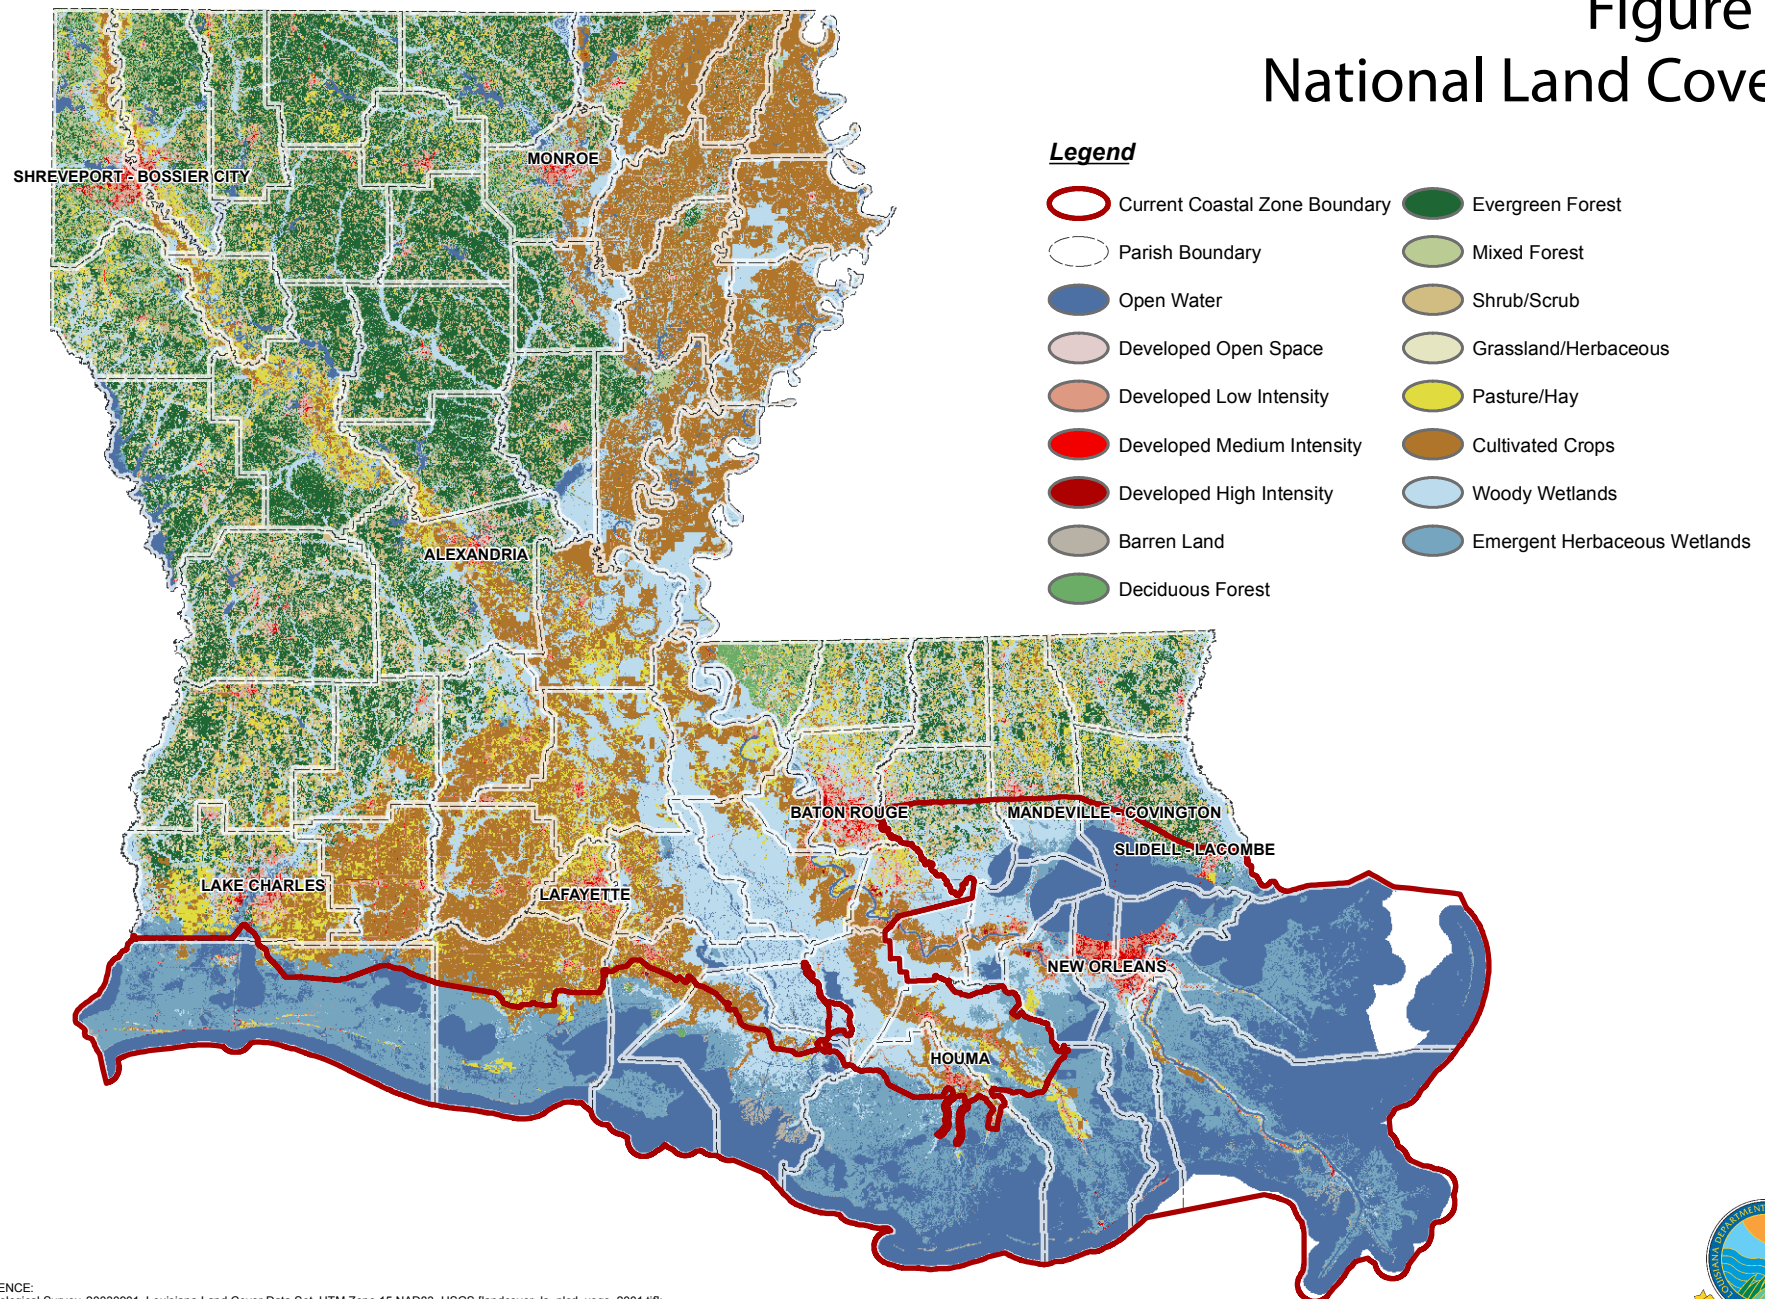 Figure
National Land Cove
Legend
Current Coastal Zone Boundary
Parish Boundary
Open Water
Developed Open Space
Developed Low Intensity
Developed Medium Intensity
Developed High Intensity
Barren Land
Deciduous Forest
Evergreen Forest
Mixed Forest
Shrub/Scrub
Grassland/Herbaceous
Pasture/Hay
Cultivated Crops
Woody Wetlands
Emergent Herbaceous Wetlands
SHREVEPORT - BOSSIER CITY
MONROE
ALEXANDRIA
BATON ROUGE
MANDEVILLE - COVINGTON
SLIDELL - LACOMBE
LAKE CHARLES
LAFAYETTE
NEW ORLEANS
HOUMA
ENCE:
LOUISIANA DEPARTMENT